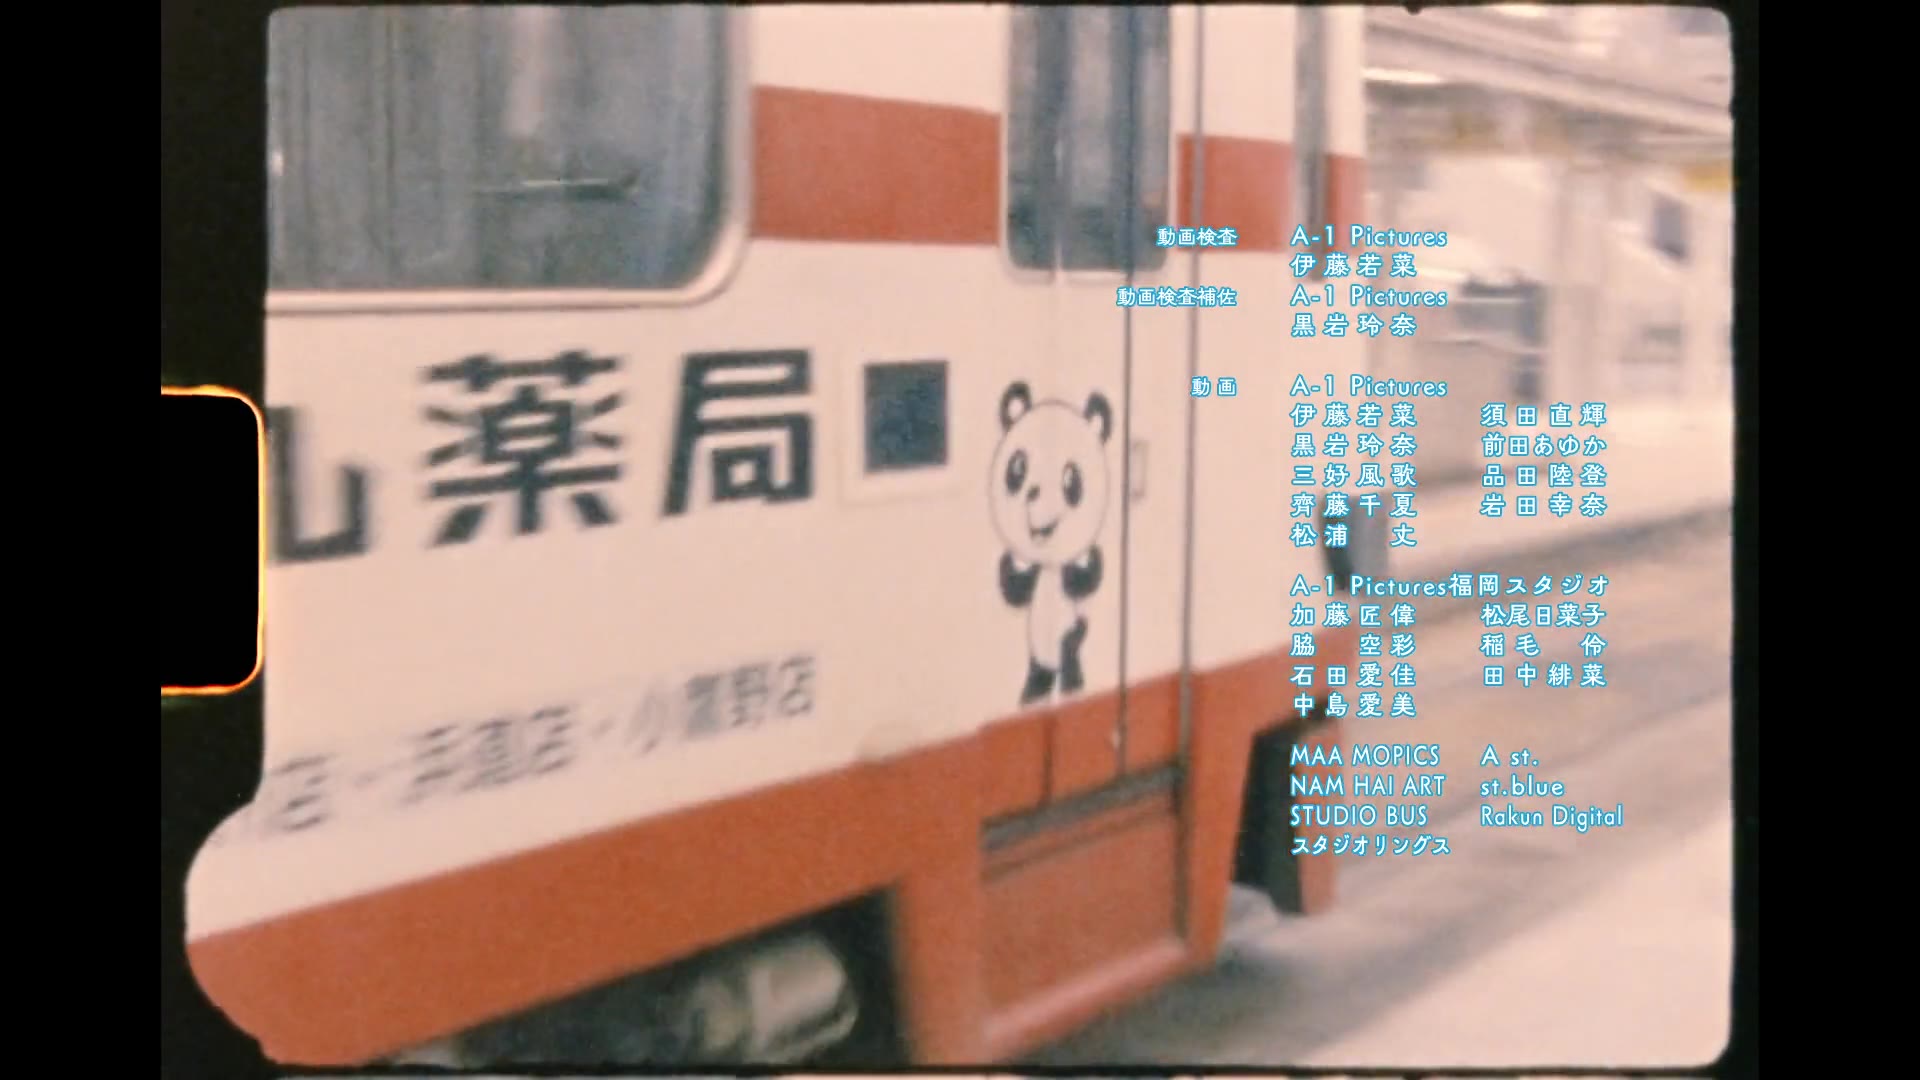 薬局
小鷹野店
動画検査 A-1 Pictures
伊藤若菜
動画検査補佐 A-1 Pictures
黒岩玲奈
動画 A-1 Pictures
伊藤若菜 須田直輝
黒岩玲奈 前田あゆか
三好風歌 品田陸登
齊藤千夏 岩田幸奈
松浦 丈
A-1 Pictures福岡スタジオ
加藤匠偉 松尾日菜子
脇 空彩 稲毛 伶
石田愛佳 田中緋菜
中島愛美
MAA MOPICS A st.
NAM HAI ART st.blue
STUDIO BUS Rakun Digital
スタジオリングス